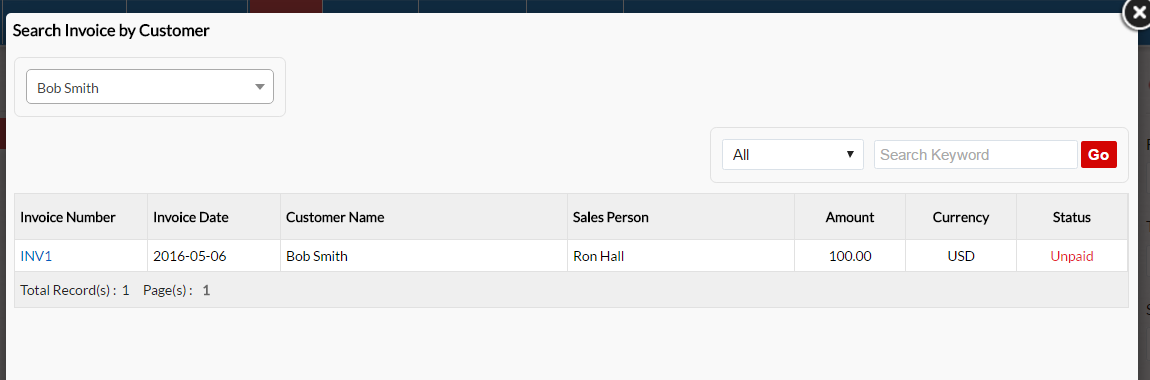 Search Invoice by Customer
Bob Smith
All Search Keyword Go
Invoice Number Invoice Date Customer Name Sales Person Amount Currency Status
INV1 2016-05-06 Bob Smith Ron Hall 100.00 USD Unpaid
Total Record(s) : 1 Page(s) : 1